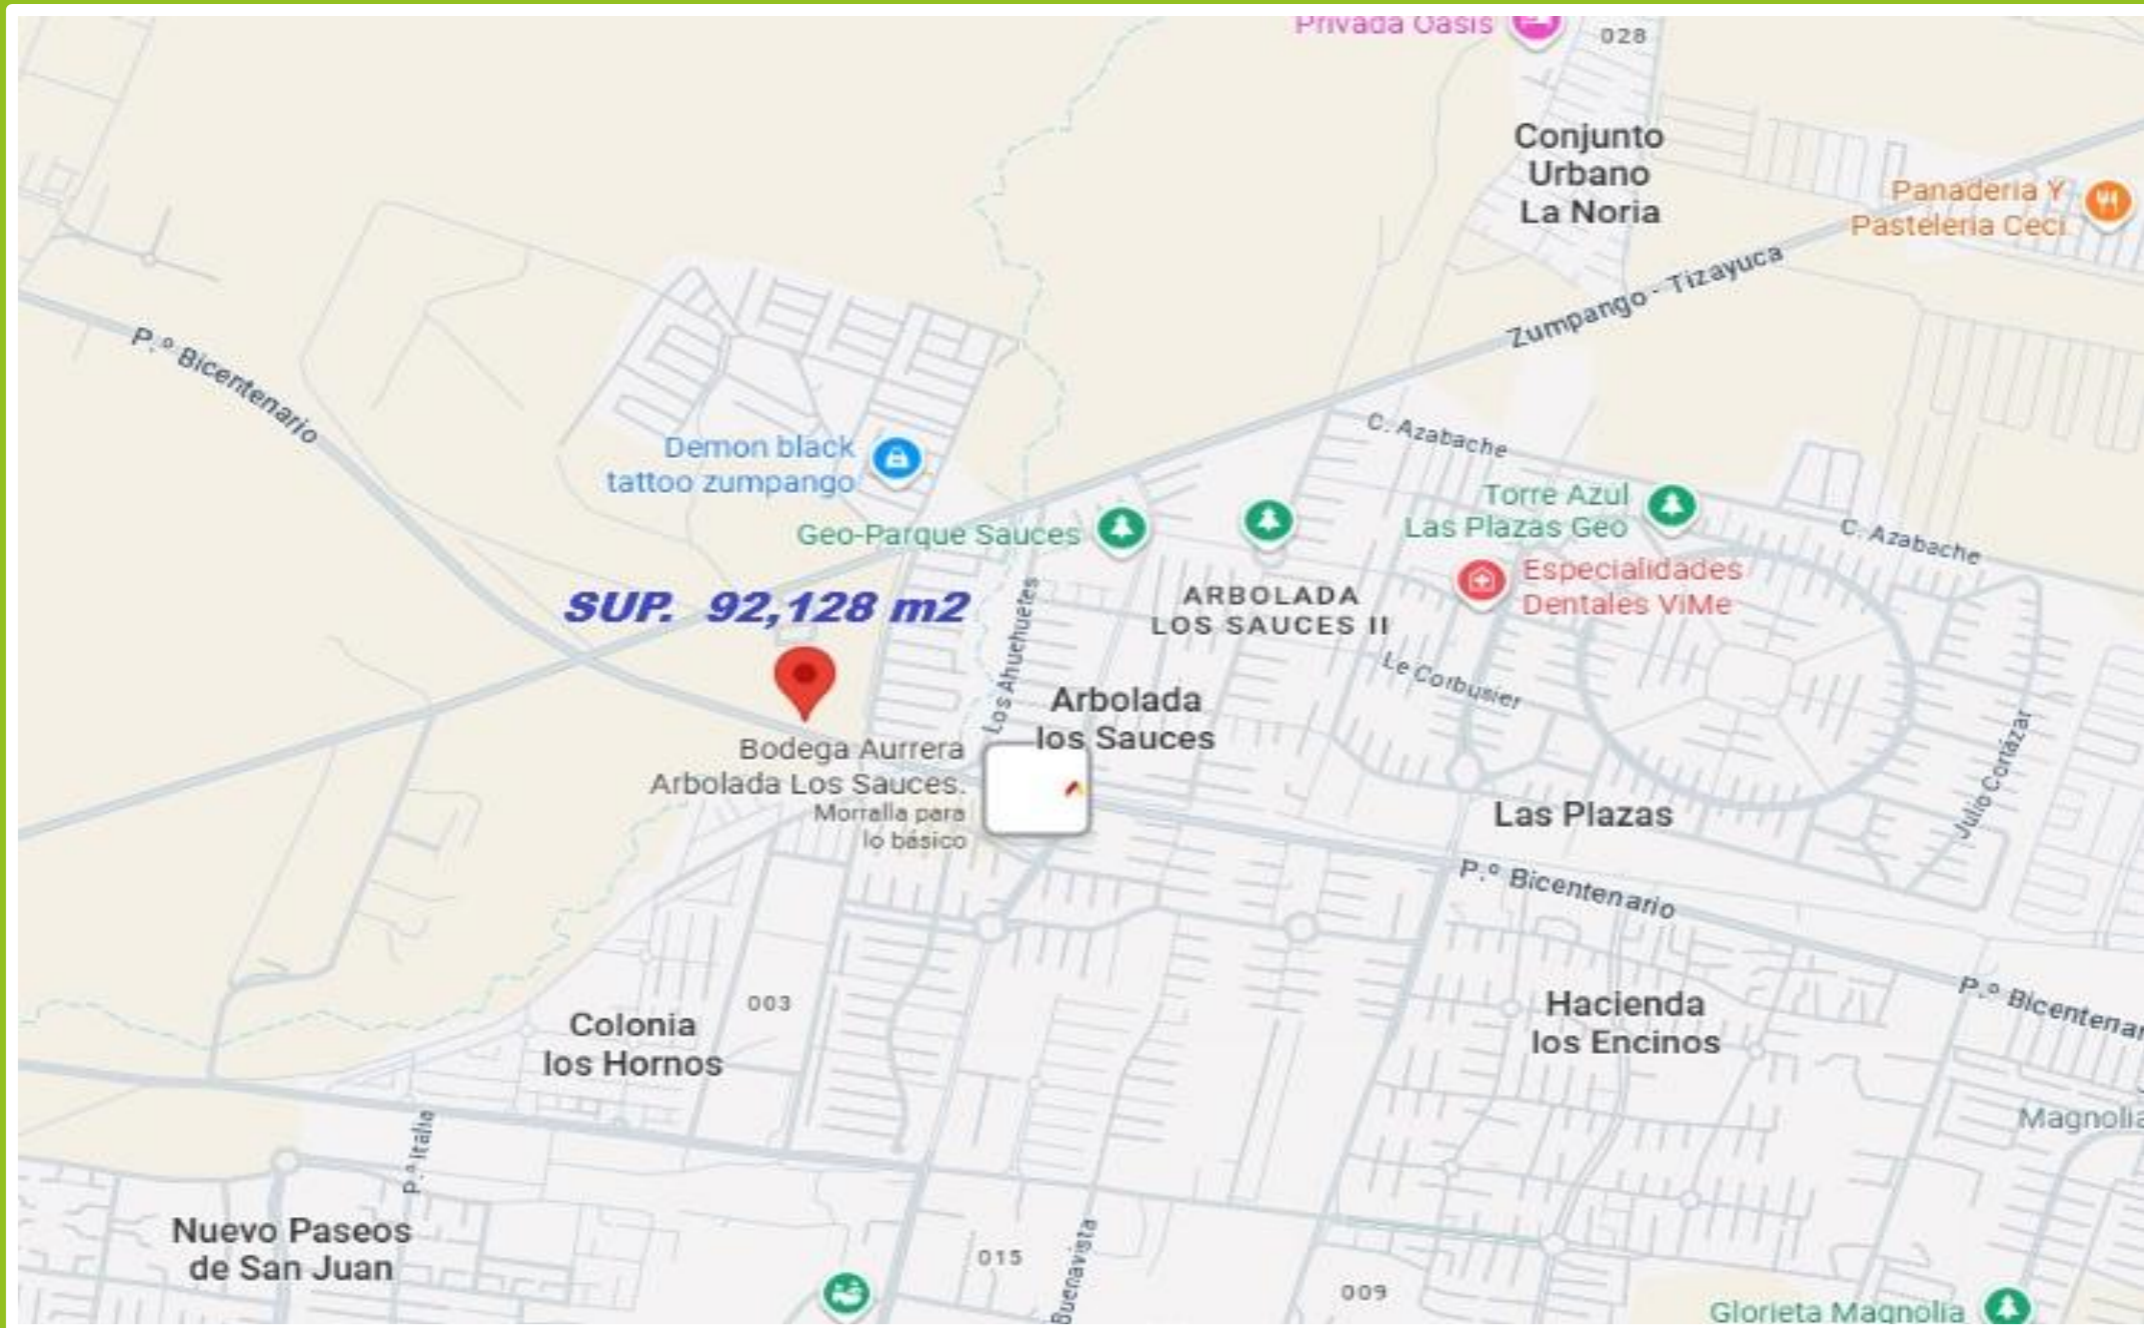 Privada Oasis
028
Conjunto
Urbano
La Noria
Panaderia Y
Pasteleria Ceci
Zumpango - Tizayuca
P.º Bicentenario
C. Azabache
Demon black
tattoo zumpango
Torre Azul
Las Plazas Geo
Geo-Parque Sauces
C. Azabache
Especialidades
Dentales ViMe
SUP. 92,128 m2
ARBOLADA
LOS SAUCES II
Los Ahuehuetes
Le Corbusier
Arbolada
los Sauces
Bodega Aurrera
Arbolada Los Sauces.
Morralla para
lo básico
Julio Cortázar
Las Plazas
P.º Bicentenario
P.º Bicentenar
003
Hacienda
los Encinos
Colonia
los Hornos
Magnolia
P.º Italia
Nuevo Paseos
de San Juan
015
Buenavista
009
Glorieta Magnolia